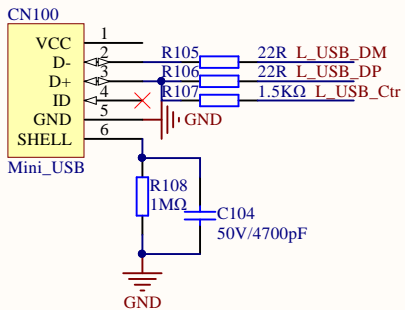 CN100
VCC 1
D- 2 R105 22R L_USB_DM
D+ 3 R106 22R L_USB_DP
ID 4 R107 1.5KΩ L_USB_Ctr
GND 5 GND
SHELL 6
Mini_USB
R108
1MΩ
C104
50V/4700pF
GND